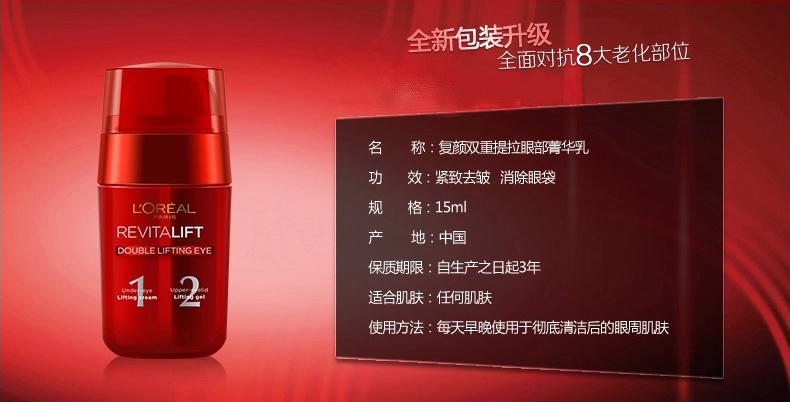 全新包装升级
全面对抗8大老化部位
L'ORÉAL
PARIS
REVITALIFT
DOUBLE LIFTING EYE
1 2
Under-eye Upper-eyelid
Lifting cream Lifting gel
名 称：复颜双重提拉眼部菁华乳
功 效：紧致去皱 消除眼袋
规 格：15ml
产 地：中国
保质期限：自生产之日起3年
适合肌肤：任何肌肤
使用方法：每天早晚使用于彻底清洁后的眼周肌肤